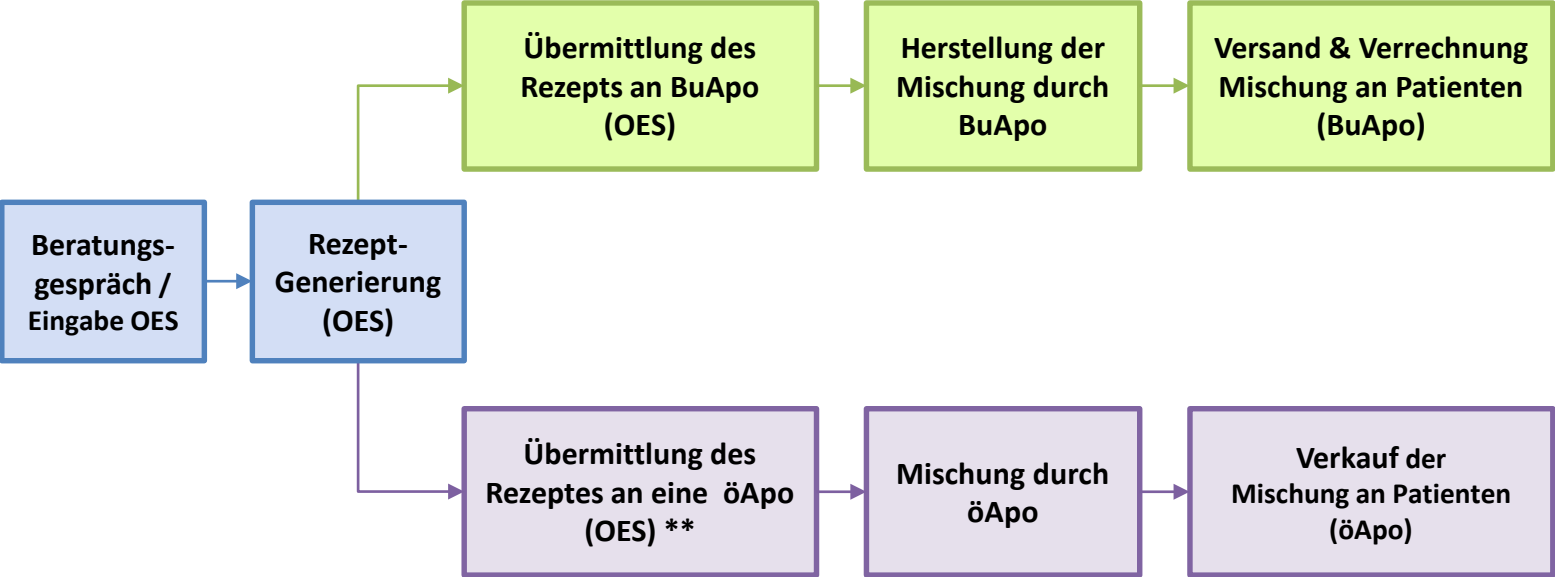 Beratungs-
gespräch /
Eingabe OES
Rezept-
Generierung
(OES)
Übermittlung des
Rezepts an BuApo
(OES)
Herstellung der
Mischung durch
BuApo
Versand & Verrechnung
Mischung an Patienten
(BuApo)
Übermittlung des
Rezeptes an eine öApo
(OES) **
Mischung durch
öApo
Verkauf der
Mischung an Patienten
(öApo)